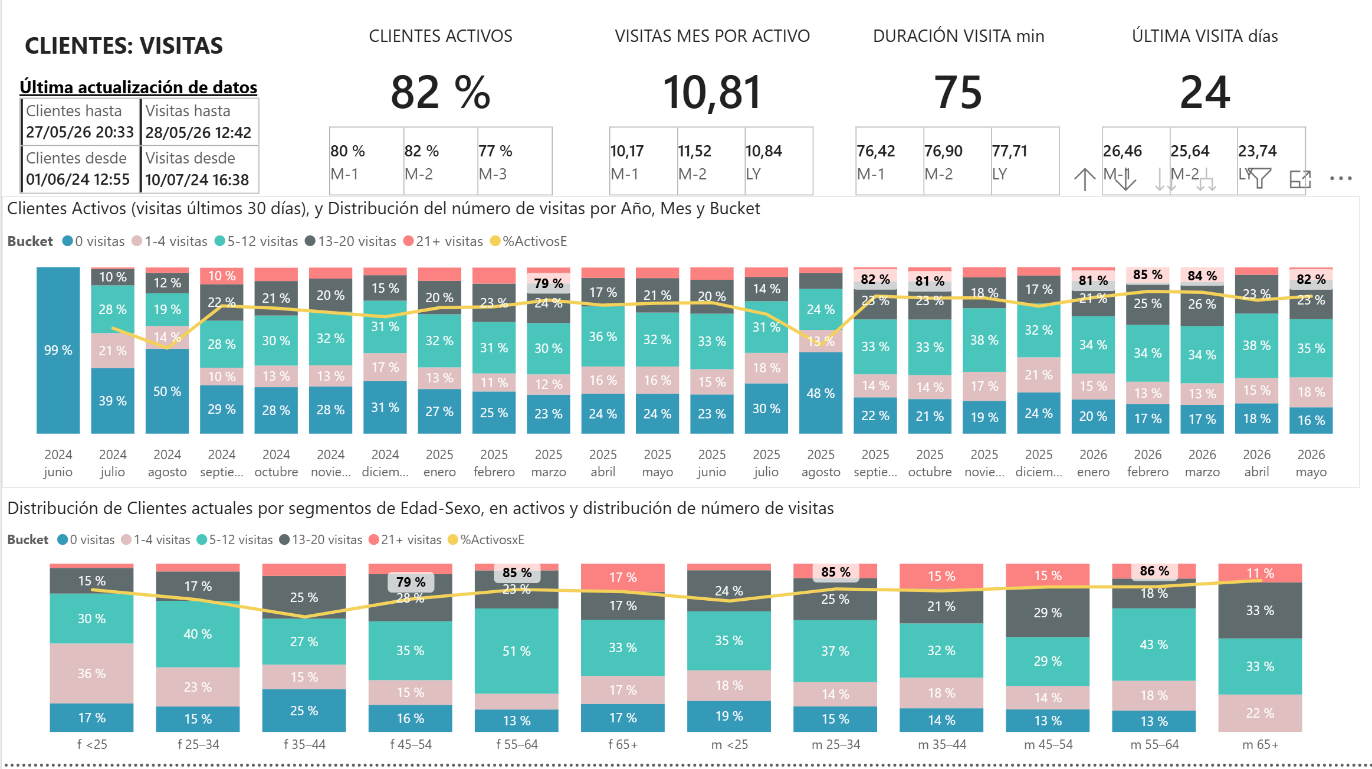 CLIENTES: VISITAS
Última actualización de datos
Clientes hasta
27/05/26 20:33
Visitas hasta
28/05/26 12:42
Clientes desde
01/06/24 12:55
Visitas desde
10/07/24 16:38
CLIENTES ACTIVOS
82 %
80 % 82 % 77 %
M-1 M-2 M-3
VISITAS MES POR ACTIVO
10,81
10,17 11,52 10,84
M-1 M-2 LY
DURACIÓN VISITA min
75
76,42 76,90 77,71
M-1 M-2 LY
ÚLTIMA VISITA días
24
26,46 25,64 23,74
M-1 M-2 LY
Clientes Activos (visitas últimos 30 días), y Distribución del número de visitas por Año, Mes y Bucket
Bucket 0 visitas 1-4 visitas 5-12 visitas 13-20 visitas 21+ visitas %ActivosE
10 % 12 % 10 % 22 % 21 % 20 % 15 % 20 % 23 % 79 % 24 % 17 % 21 % 20 % 14 % 82 % 23 % 81 % 23 % 18 % 17 % 81 % 21 % 85 % 25 % 84 % 26 % 23 % 82 % 23 %
28 % 19 % 28 % 30 % 32 % 31 % 32 % 31 % 30 % 36 % 32 % 33 % 31 % 24 % 33 % 33 % 38 % 32 % 34 % 34 % 34 % 38 % 35 %
21 % 14 % 10 % 13 % 13 % 17 % 13 % 11 % 12 % 16 % 16 % 15 % 18 % 13 % 14 % 14 % 17 % 21 % 15 % 13 % 13 % 15 % 18 %
99 % 39 % 50 % 29 % 28 % 28 % 31 % 27 % 25 % 23 % 24 % 24 % 23 % 30 % 48 % 22 % 21 % 19 % 24 % 20 % 17 % 17 % 18 % 16 %
2024 2024 2024 2024 2024 2024 2024 2025 2025 2025 2025 2025 2025 2025 2025 2025 2025 2025 2025 2026 2026 2026 2026 2026
junio julio agosto septie... octubre novie... diciem... enero febrero marzo abril mayo junio julio agosto septie... octubre novie... diciem... enero febrero marzo abril mayo
Distribución de Clientes actuales por segmentos de Edad-Sexo, en activos y distribución de número de visitas
Bucket 0 visitas 1-4 visitas 5-12 visitas 13-20 visitas 21+ visitas %ActivosxE
17 % 15 % 15 % 11 %
79 % 85 % 85 % 86 %
15 % 17 % 25 % 28 % 23 % 17 % 24 % 25 % 21 % 29 % 18 % 33 %
30 % 40 % 27 % 35 % 51 % 33 % 35 % 37 % 32 % 29 % 43 % 33 %
36 % 23 % 15 % 15 % 17 % 18 % 14 % 18 % 14 % 18 % 22 %
17 % 15 % 25 % 16 % 13 % 17 % 19 % 15 % 14 % 13 % 13 %
f <25 f 25–34 f 35–44 f 45–54 f 55–64 f 65+ m <25 m 25–34 m 35–44 m 45–54 m 55–64 m 65+